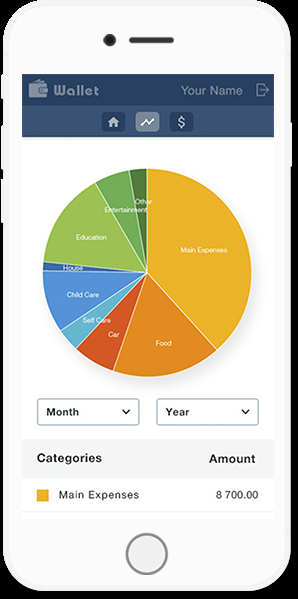 Wallet
Your Name
$
Other
Entertainment
Main Expenses
Education
House
Child Care
Self Care
Car
Food
Month
Year
Categories Amount
Main Expenses 8 700.00